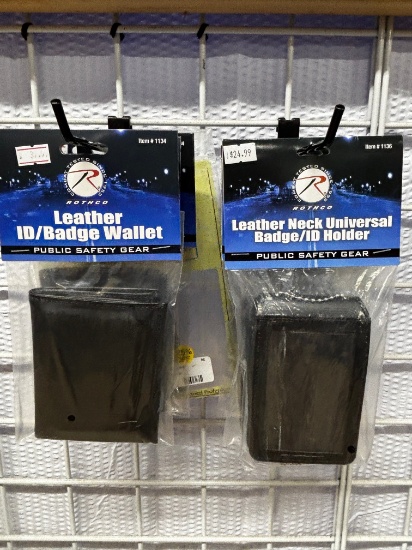 Item # 1134
ROTHCO
Leather
ID/Badge Wallet
PUBLIC SAFETY GEAR
Item # 1136
$24.99
ROTHCO
Leather Neck Universal
Badge/ID Holder
PUBLIC SAFETY GEAR